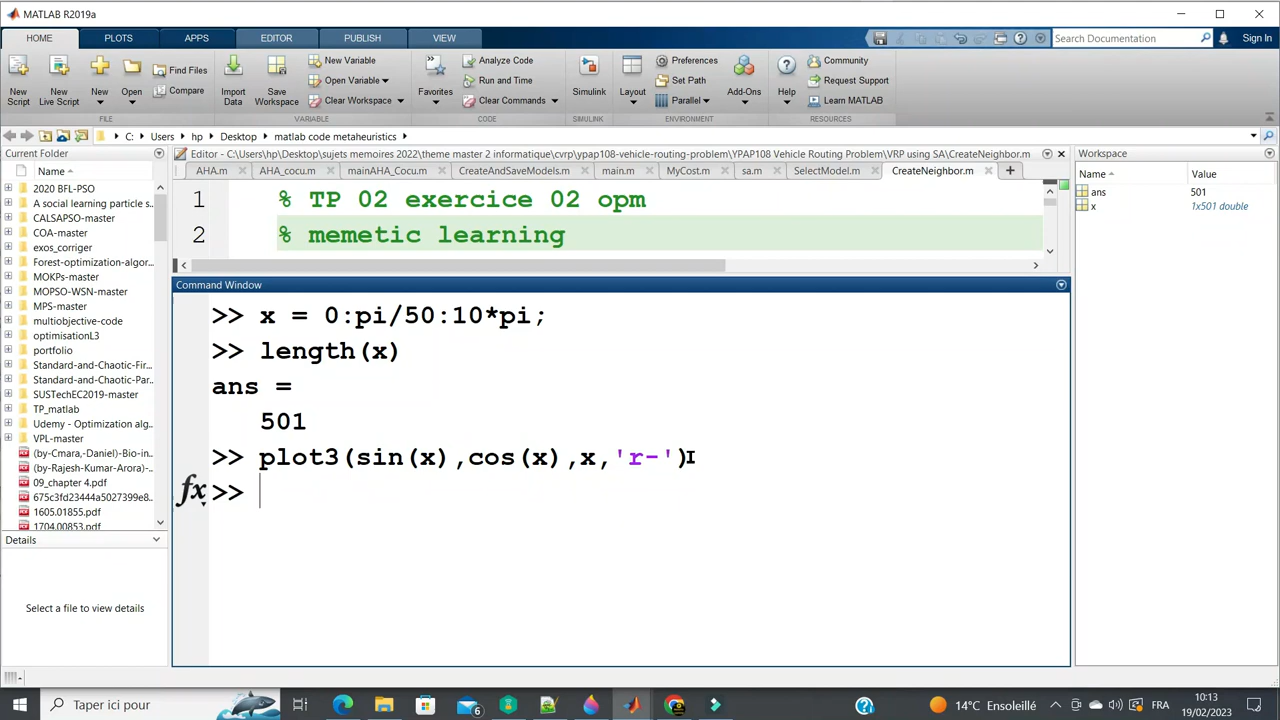 MATLAB R2019a
HOME PLOTS APPS EDITOR PUBLISH VIEW
Search Documentation
Sign In
New Script
New Live Script
New
Open
Find Files
Compare
FILE
Import Data
Save Workspace
New Variable
Open Variable
Clear Workspace
VARIABLE
Favorites
Analyze Code
Run and Time
Clear Commands
CODE
Simulink
SIMULINK
Layout
Preferences
Set Path
Parallel
Add-Ons
ENVIRONMENT
Help
Community
Request Support
Learn MATLAB
RESOURCES
C: Users hp Desktop matlab code metaheuristics
Current Folder
Name
2020 BFL-PSO
A social learning particle s...
CALSAPSO-master
COA-master
exos_corriger
Forest-optimization-algor...
MOKPs-master
MOPSO-WSN-master
MPS-master
multiobjective-code
optimisationL3
portfolio
Standard-and-Chaotic-Fir...
Standard-and-Chaotic-Par...
SUSTechEC2019-master
TP_matlab
Udemy - Optimization alg...
VPL-master
(by-Cmara,-Daniel)-Bio-in...
(by-Rajesh-Kumar-Arora)-...
09_chapter 4.pdf
675c3fd23444a5027399e8...
1605.01855.pdf
1704.00853.pdf
Details
Select a file to view details
Editor - C:\Users\hp\Desktop\sujets memoires 2022\theme master 2 informatique\cvrp\ypap108-vehicle-routing-problem\YPAP108 Vehicle Routing Problem\VRP using SA\CreateNeighbor.m
AHA.m AHA_cocu.m mainAHA_Cocu.m CreateAndSaveModels.m main.m MyCost.m sa.m SelectModel.m CreateNeighbor.m
1 % TP 02 exercice 02 opm
2 % memetic learning
Command Window
>> x = 0:pi/50:10*pi;
>> length(x)
ans =
501
>> plot3(sin(x),cos(x),x,'r-')
fx >>
Workspace
Name Value
ans 501
x 1x501 double
Taper ici pour
6
14°C Ensoleillé
FRA
10:13
19/02/2023